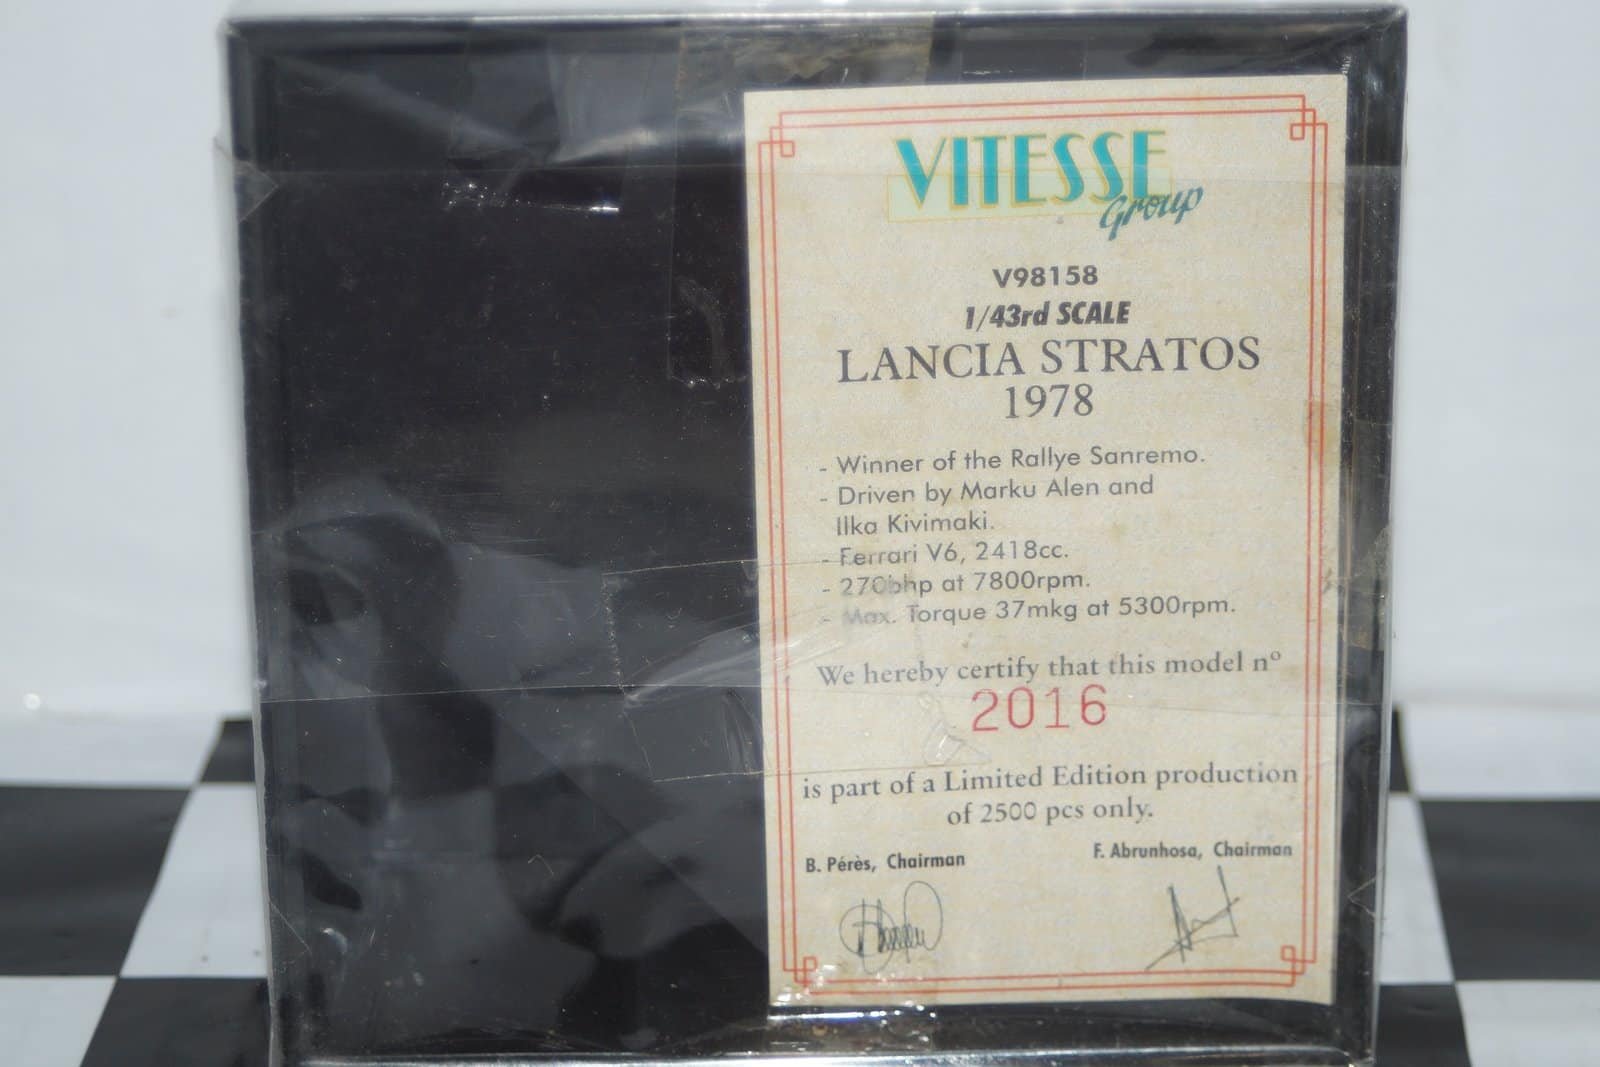 VITESSE
Group
V98158
1/43rd SCALE
LANCIA STRATOS
1978
- Winner of the Rallye Sanremo.
- Driven by Marku Alen and
Ilka Kivimaki.
- Ferrari V6, 2418cc.
- 270bhp at 7800rpm.
- Max. Torque 37mkg at 5300rpm.
We hereby certify that this model nº
2016
is part of a Limited Edition production
of 2500 pcs only.
B. Pérès, Chairman
F. Abrunhosa, Chairman